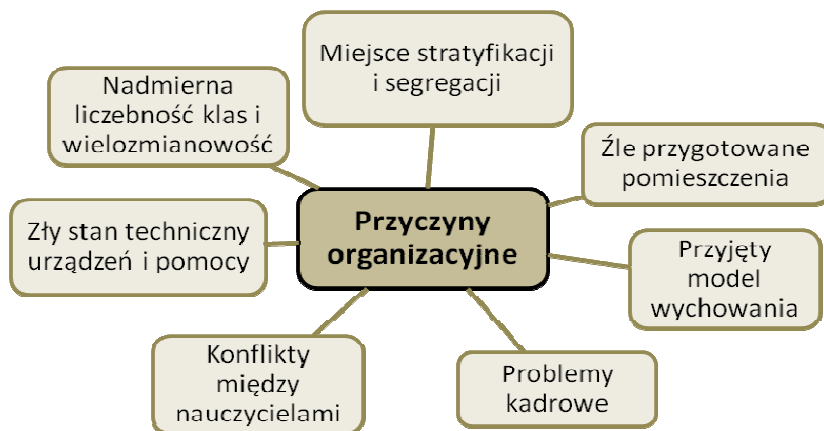 Miejsce stratyfikacji
i segregacji
Nadmierna
liczebność klas i
wielozmianowość
Źle przygotowane
pomieszczenia
Przyczyny
organizacyjne
Zły stan techniczny
urządzeń i pomocy
Przyjęty
model
wychowania
Konflikty
między
nauczycielami
Problemy
kadrowe